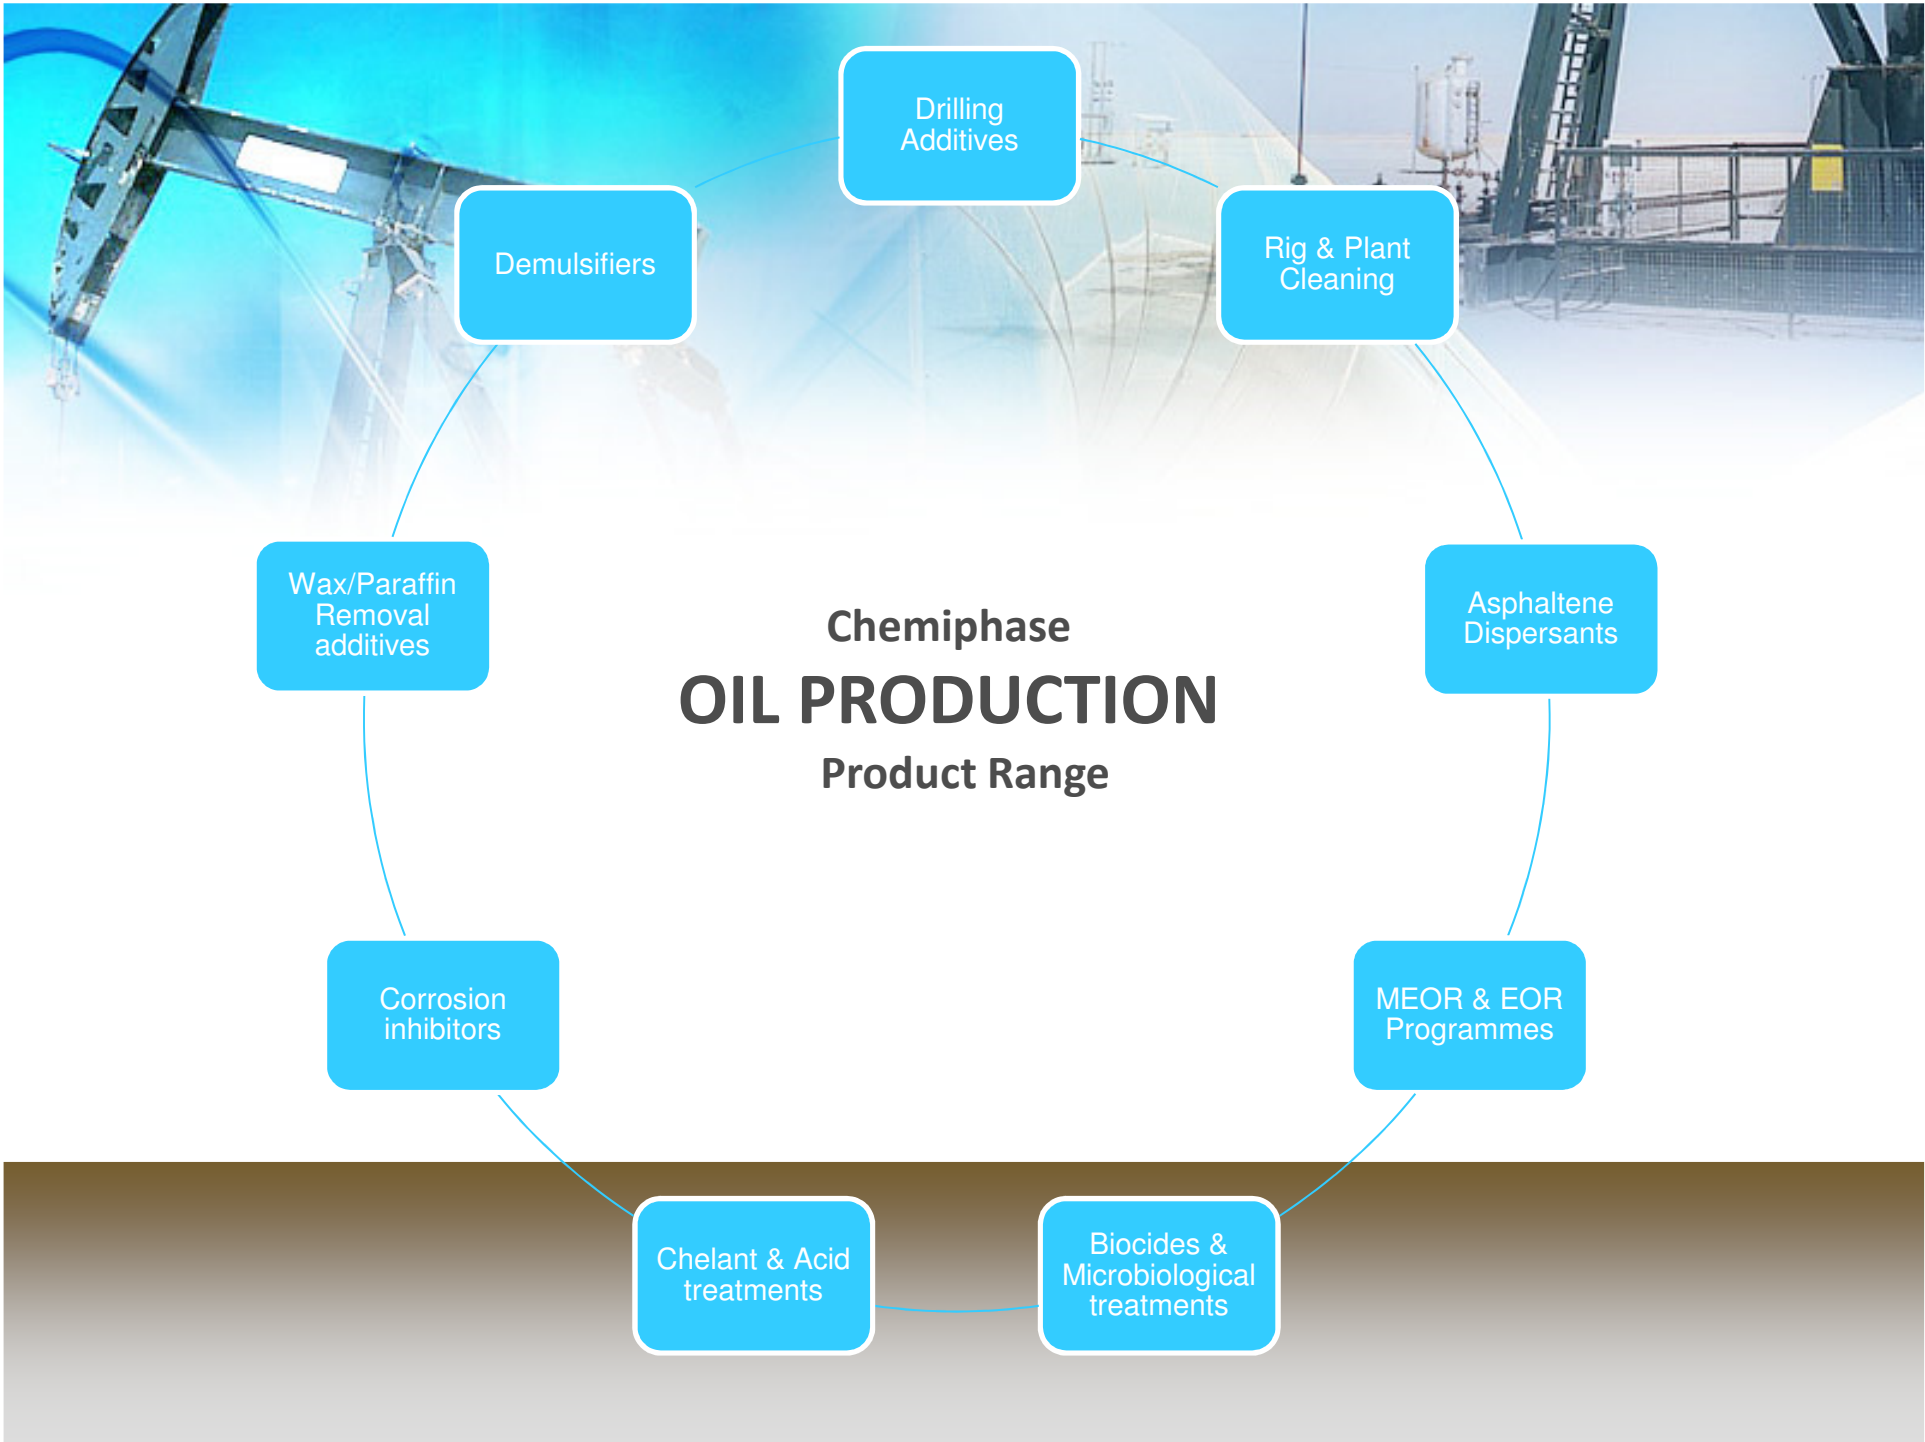 Drilling
Additives
Rig & Plant
Cleaning
Demulsifiers
Asphaltene
Dispersants
Wax/Paraffin
Removal
additives
Chemiphase
OIL PRODUCTION
Product Range
MEOR & EOR
Programmes
Corrosion
inhibitors
Biocides &
Microbiological
treatments
Chelant & Acid
treatments